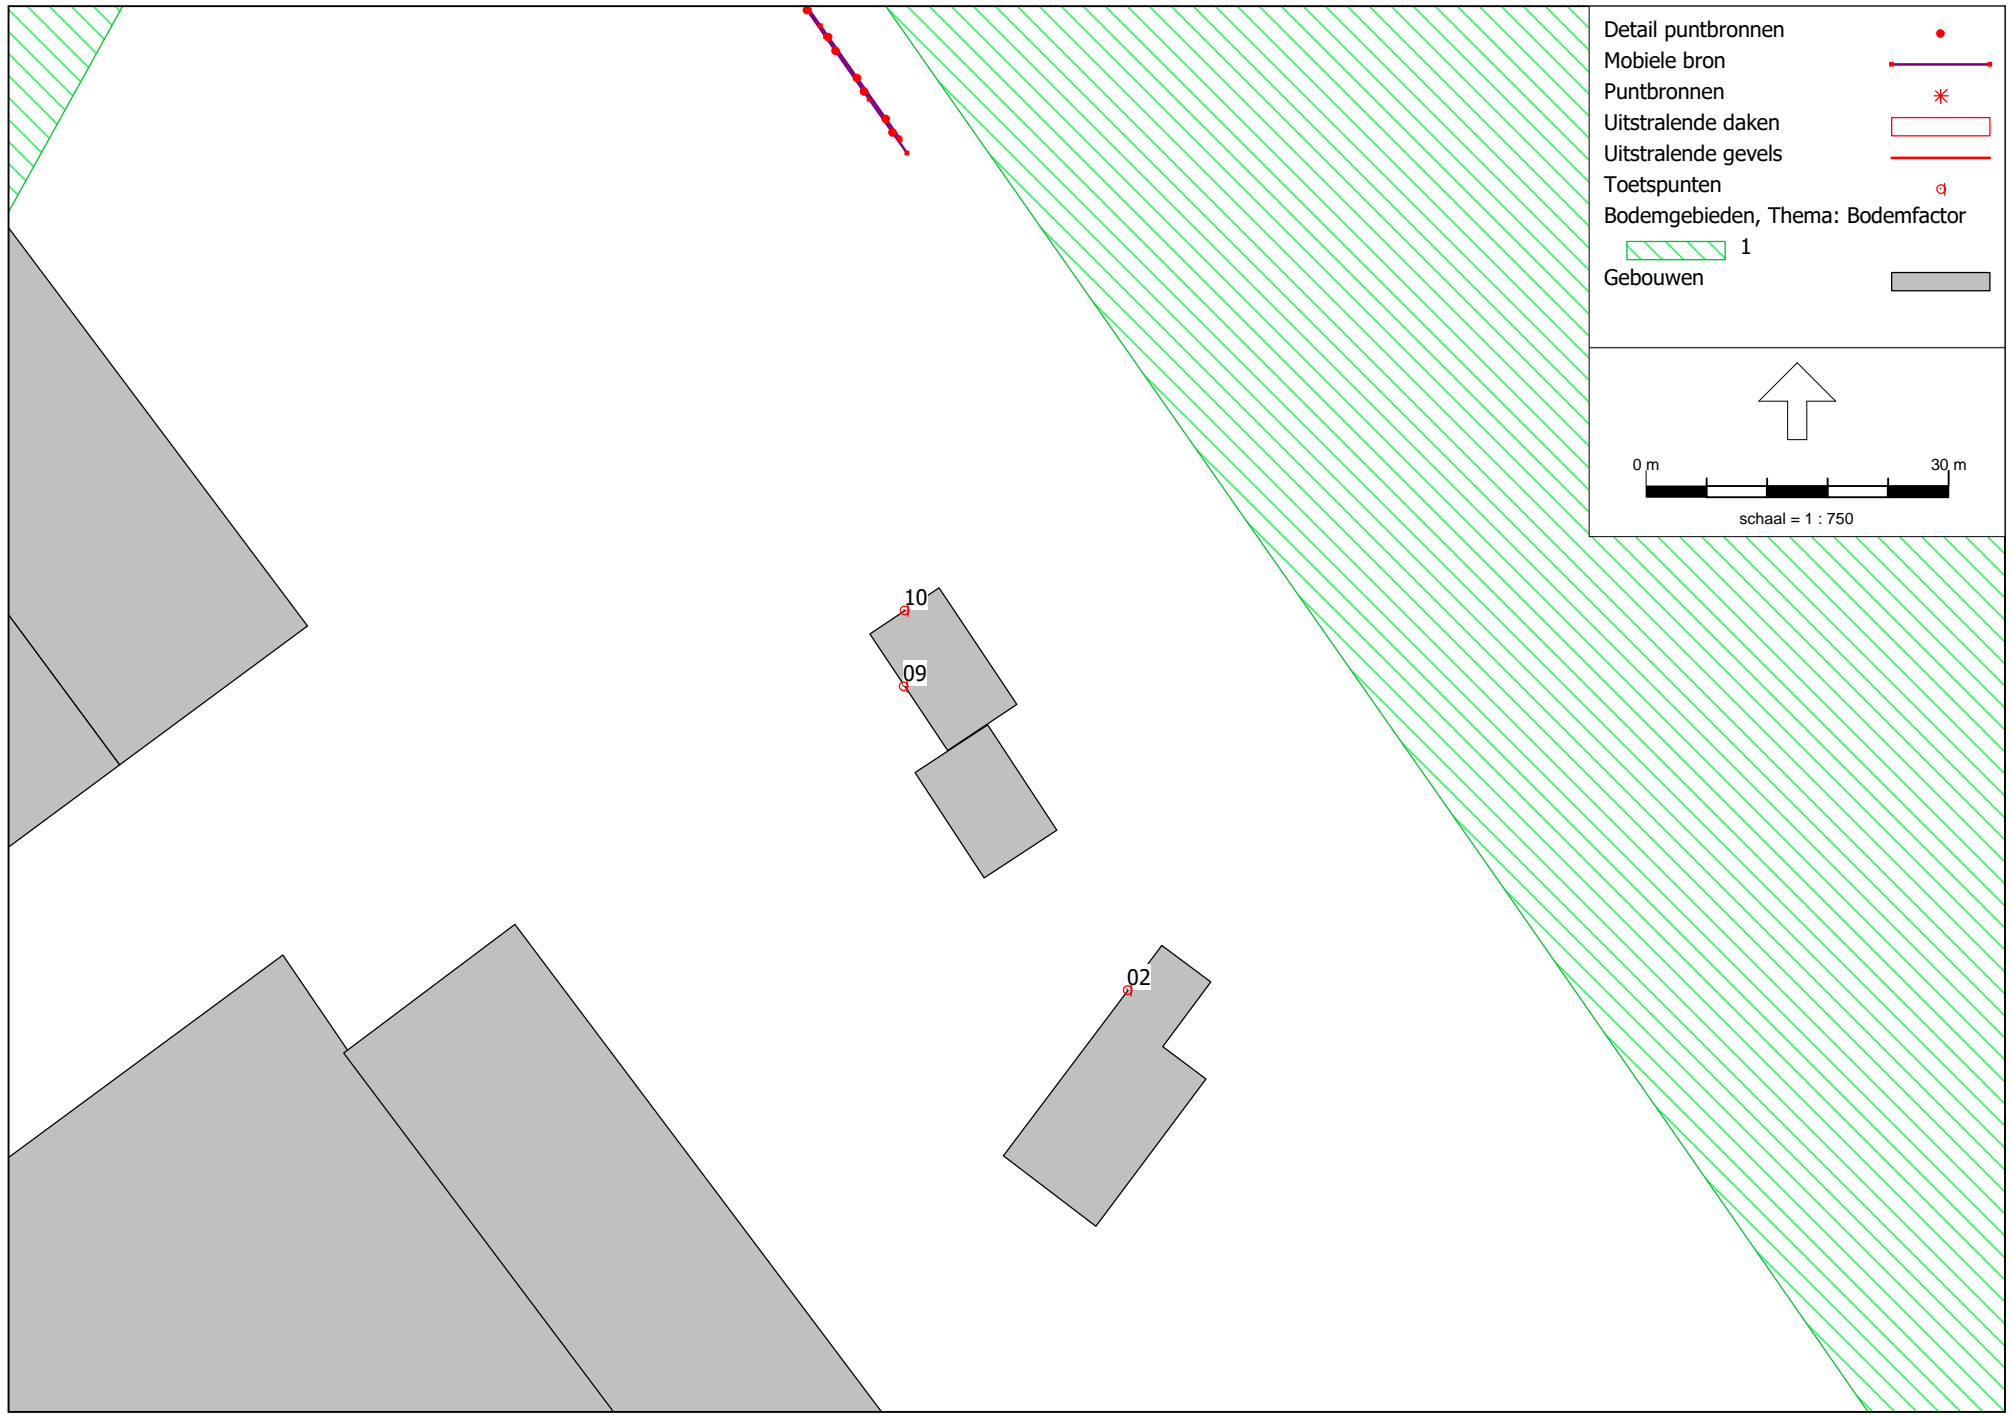 Detail puntbronnen
Mobiele bron
Puntbronnen
Uitstralende daken
Uitstralende gevels
Toetspunten
Bodemgebieden, Thema: Bodemfactor
1
Gebouwen
0 m 30 m
schaal = 1 : 750
10
09
02